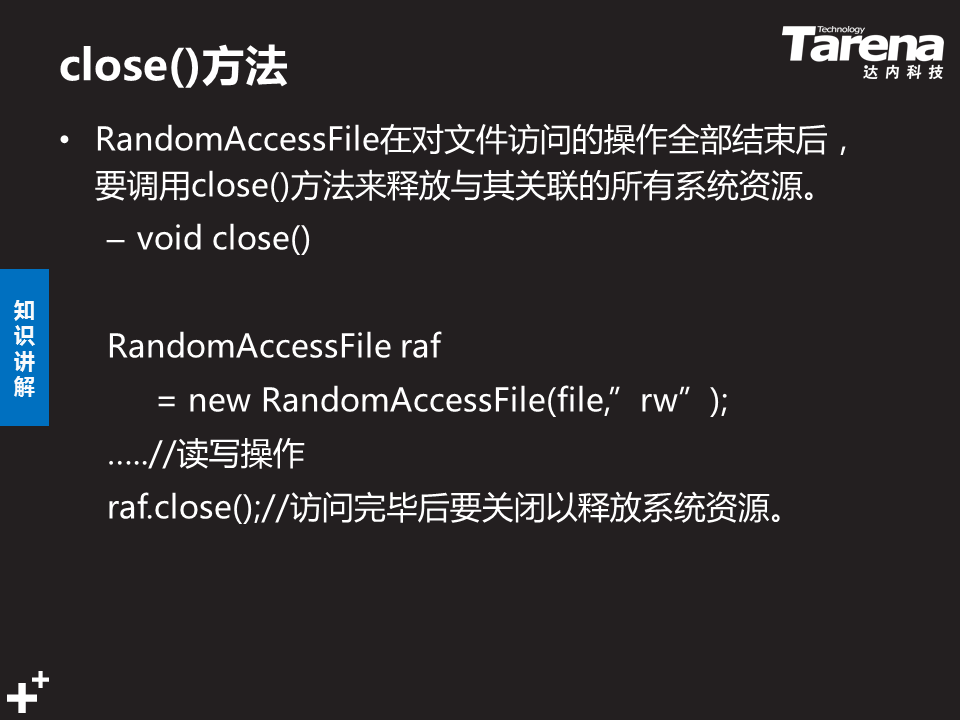 close()方法
Technology
Tarena
达内科技
• RandomAccessFile在对文件访问的操作全部结束后，
要调用close()方法来释放与其关联的所有系统资源。
– void close()
知
识
讲
解
RandomAccessFile raf
= new RandomAccessFile(file,”rw”);
.....//读写操作
raf.close();//访问完毕后要关闭以释放系统资源。